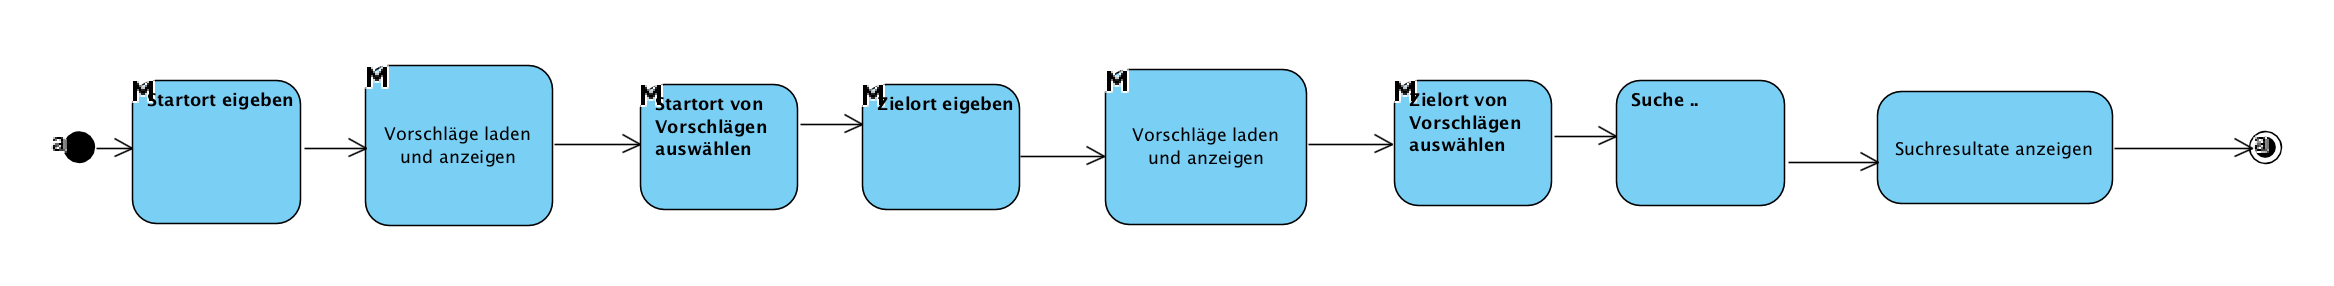 a
M
Startort eigeben
M
Vorschläge laden
und anzeigen
M
Startort von
Vorschlägen
auswählen
M
Zielort eigeben
M
Vorschläge laden
und anzeigen
M
Zielort von
Vorschlägen
auswählen
Suche ..
Suchresultate anzeigen
a